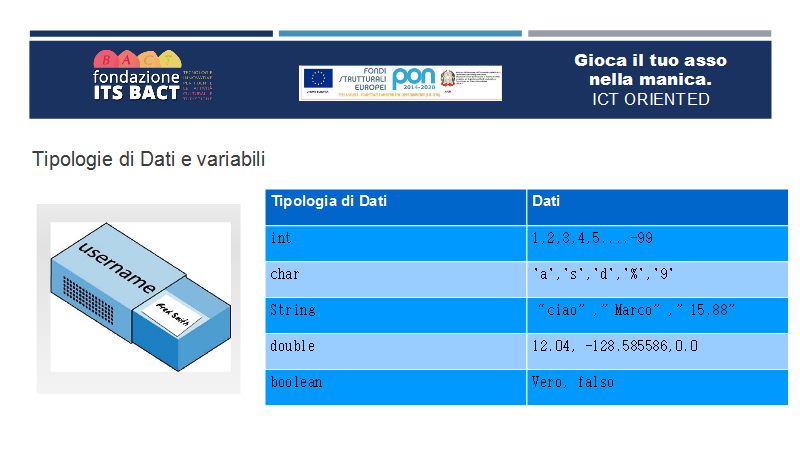 BACT
fondazione
ITS BACT
TECNOLOGIE
INNOVATIVE
FONDI
STRUTTURALI
EUROPEI
pon
2014-2020
Gioca il tuo asso
nella manica.
ICT ORIENTED
Tipologie di Dati e variabili
username
Fred Smith
Tipologia di Dati Dati
int 1,2,3,4,5....-99
char 'a','s','d','%','9'
String “ciao”,”Marco”,”15.88”
double 12.04, -128.585586,0.0
boolean Vero, falso